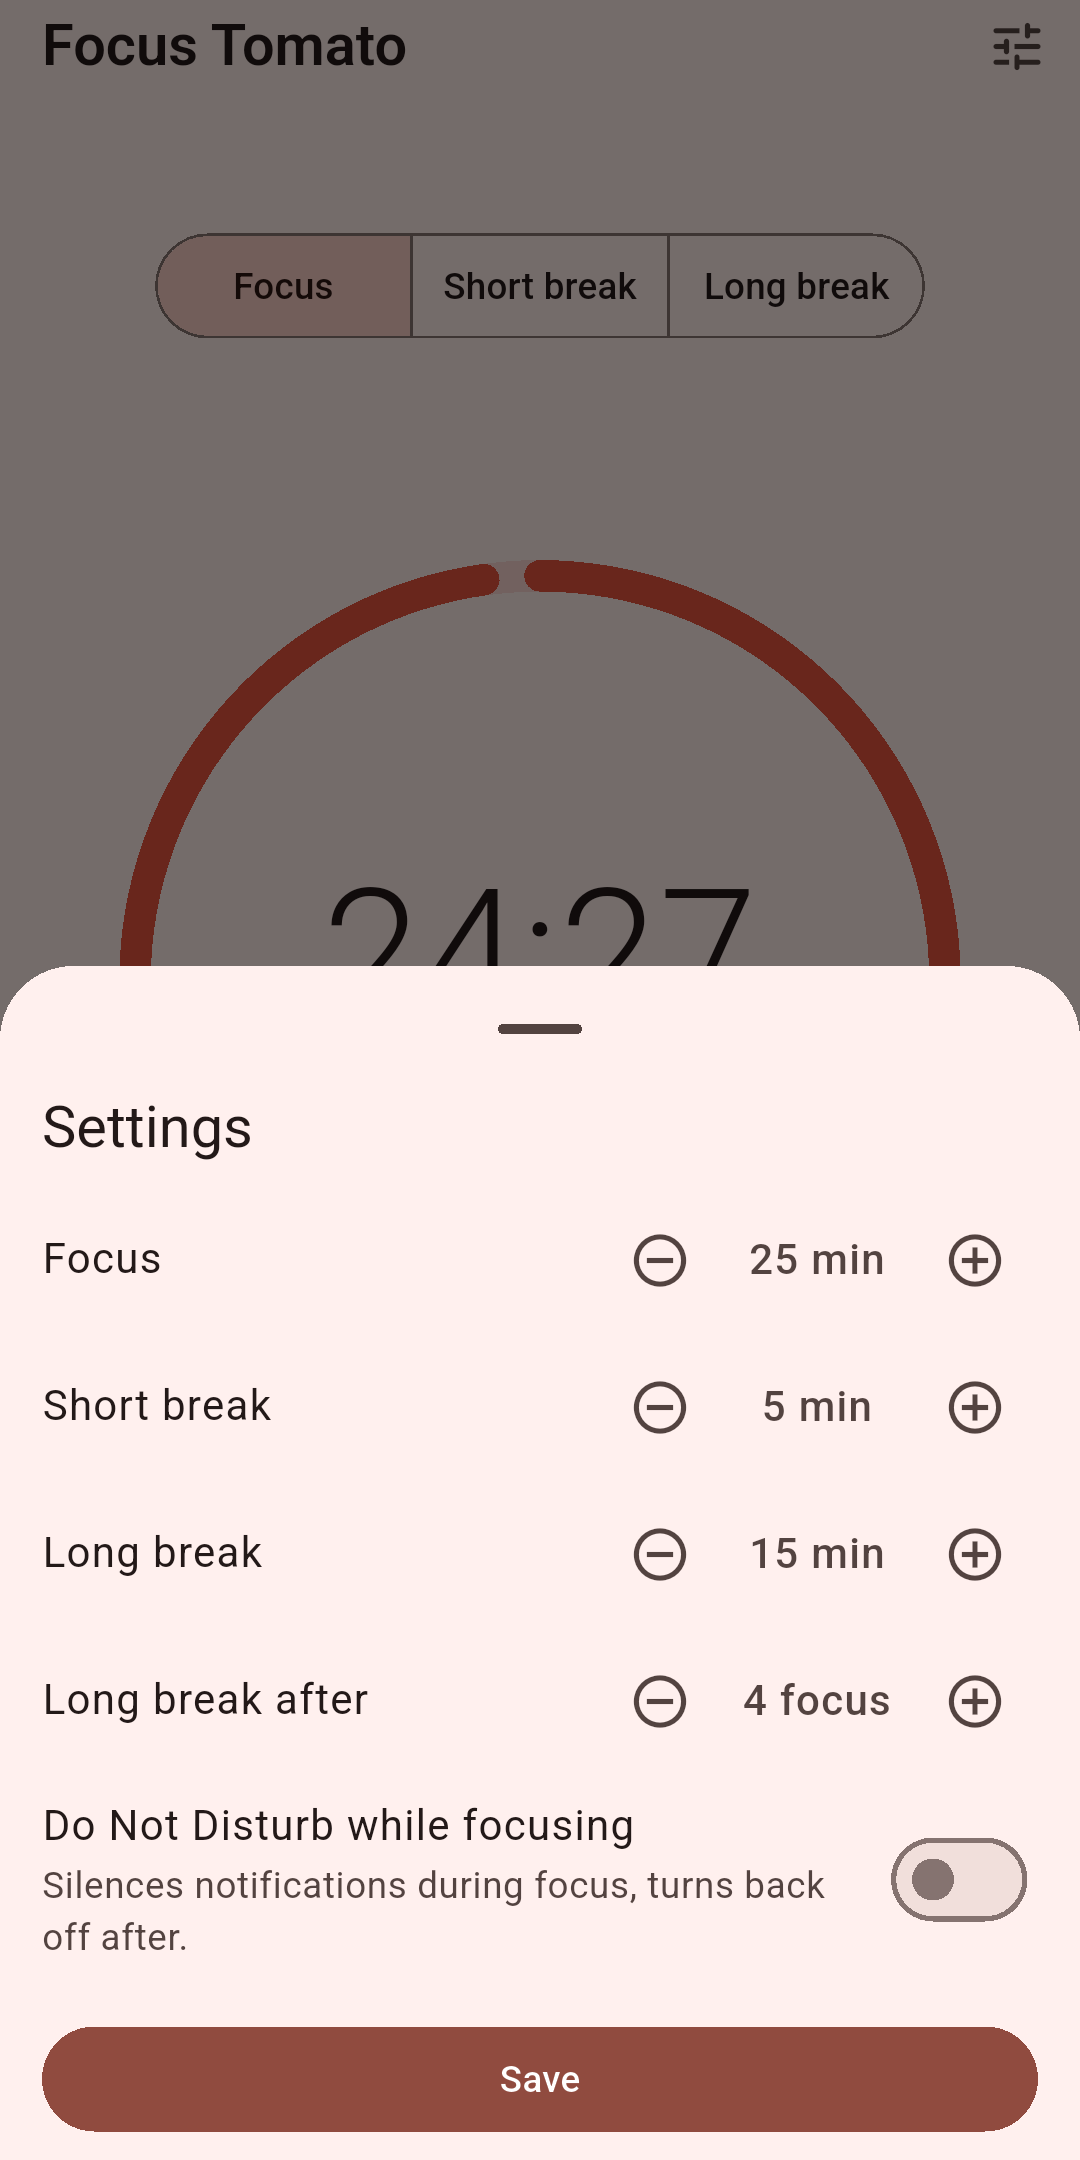 Focus Tomato
Focus
Short break
Long break
24:27
Settings
Focus
25 min
Short break
5 min
Long break
15 min
Long break after
4 focus
Do Not Disturb while focusing
Silences notifications during focus, turns back
off after.
Save